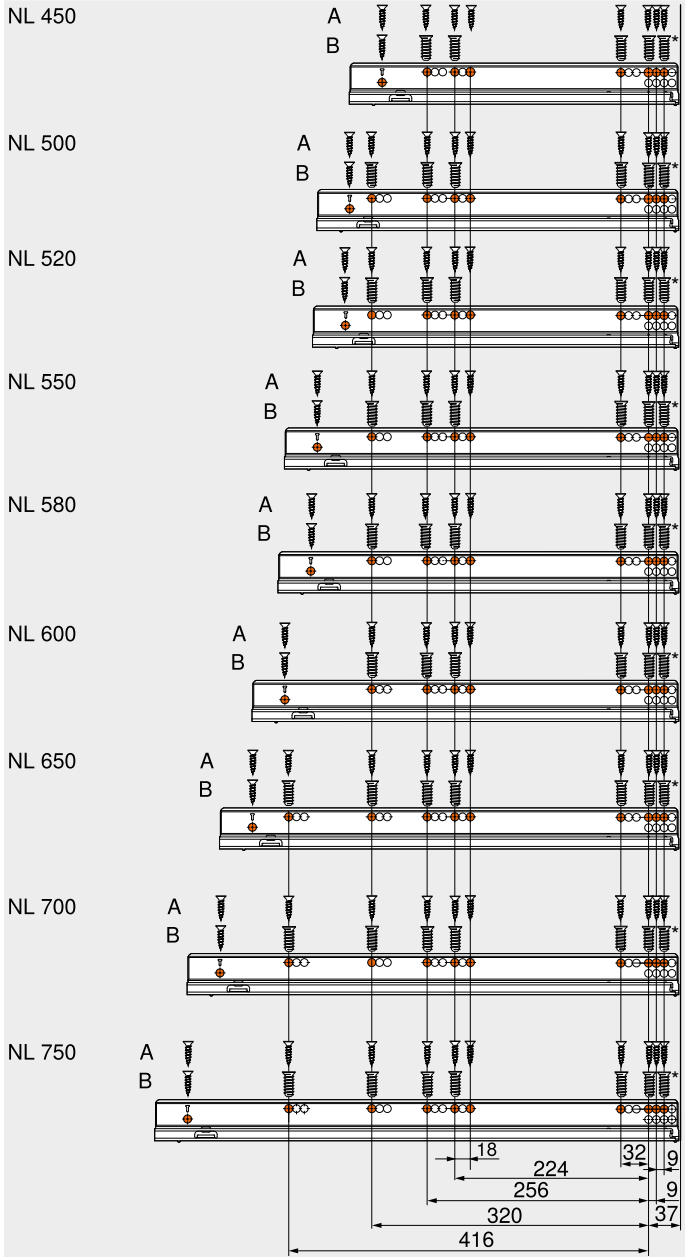 NL 450 A
B *
NL 500 A
B *
NL 520 A
B *
NL 550 A
B *
NL 580 A
B *
NL 600 A
B *
NL 650 A
B *
NL 700 A
B *
NL 750 A
B *
18 32 9
224
256 9
320 37
416